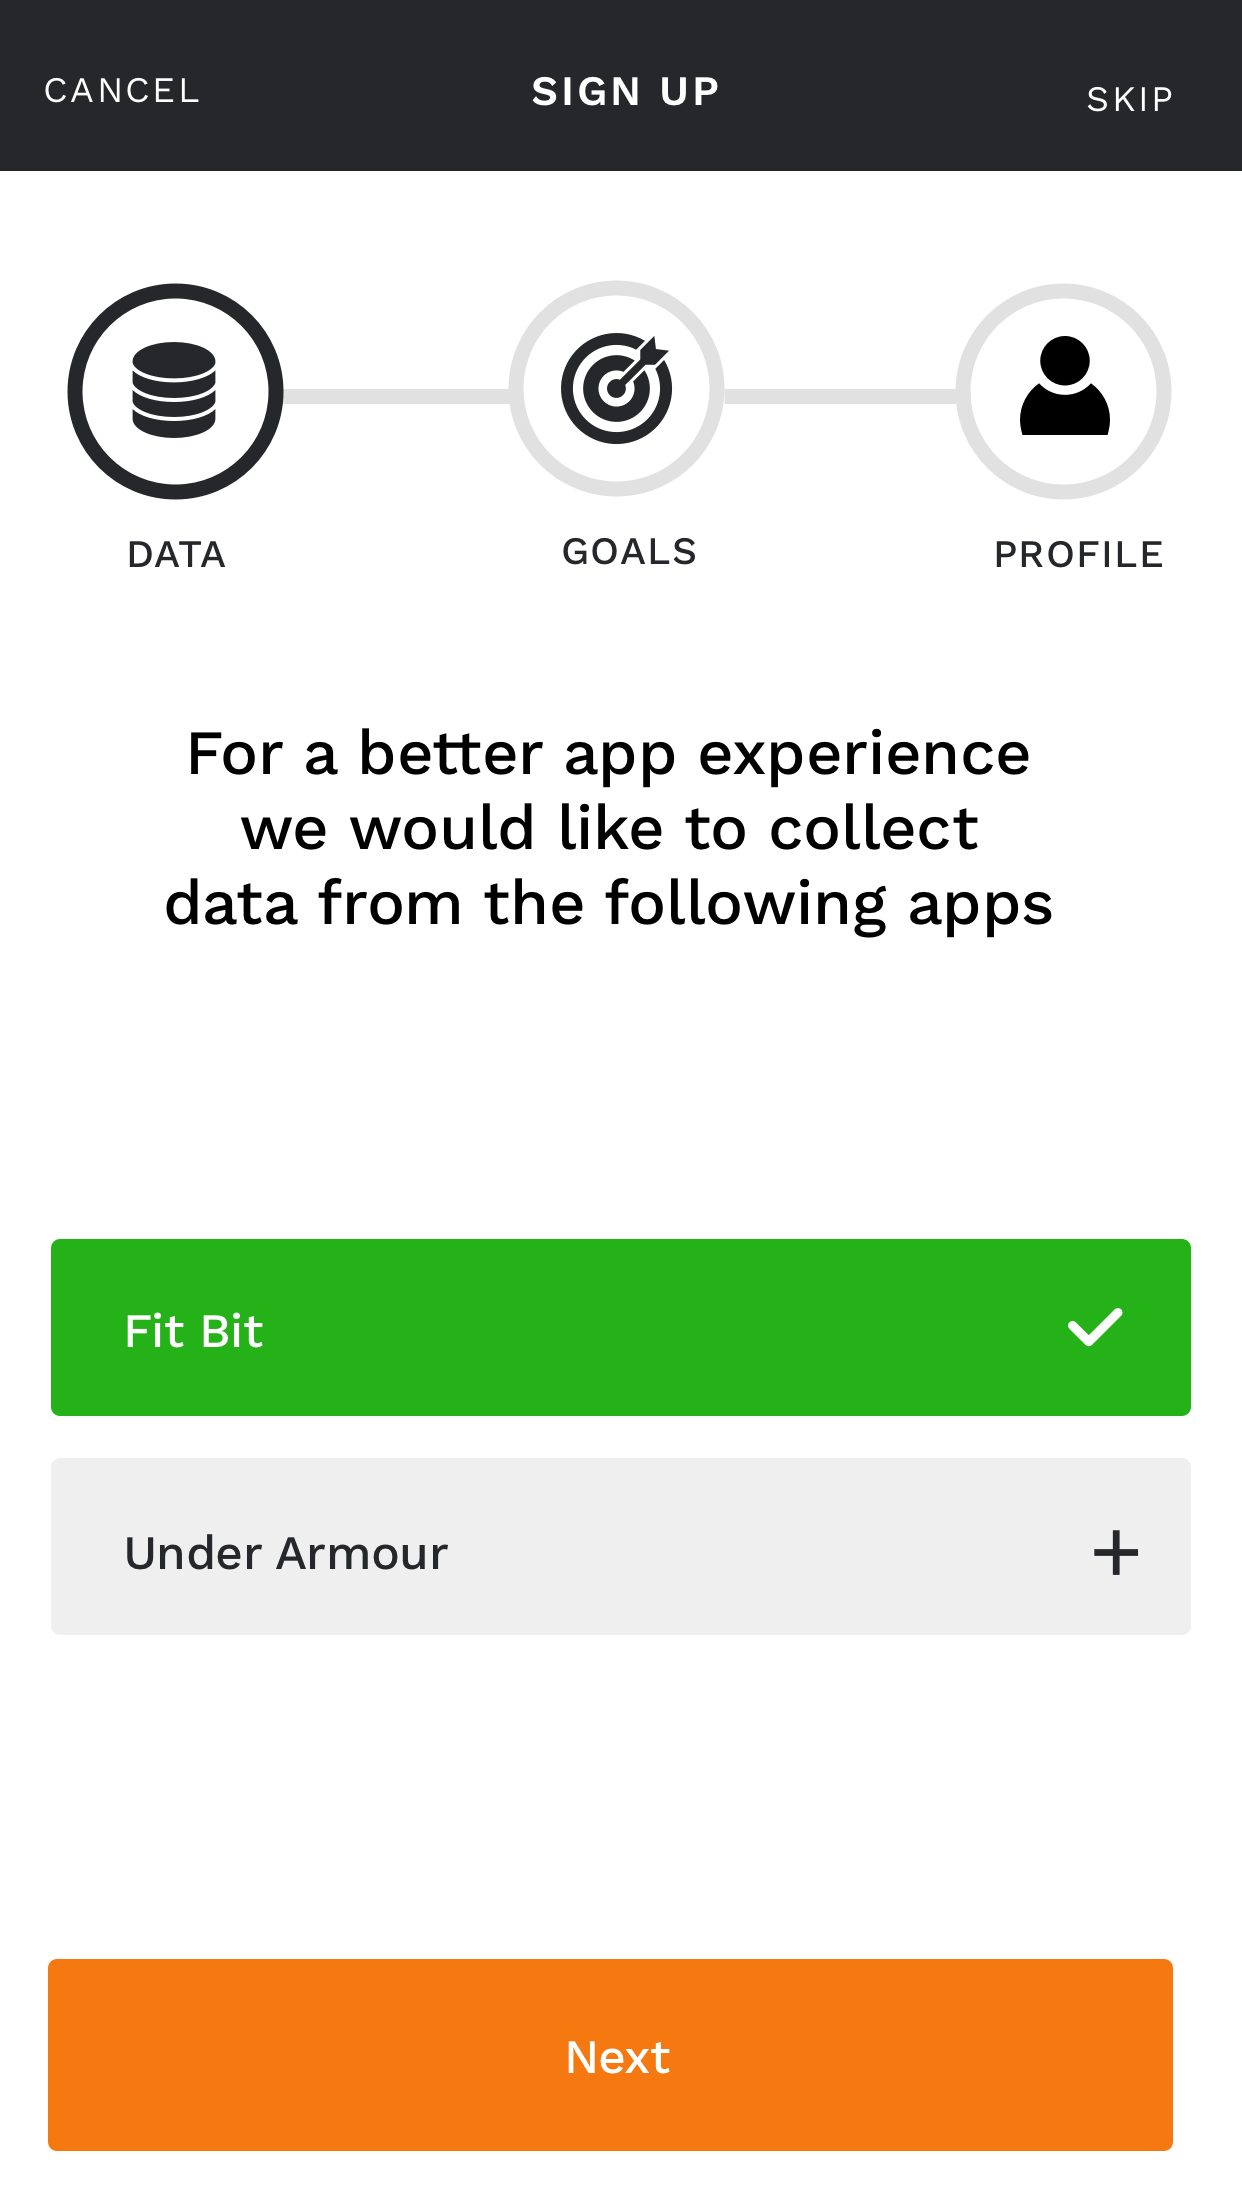 CANCEL
SIGN UP
SKIP
DATA
GOALS
PROFILE
For a better app experience
we would like to collect
data from the following apps
Fit Bit
Under Armour
Next